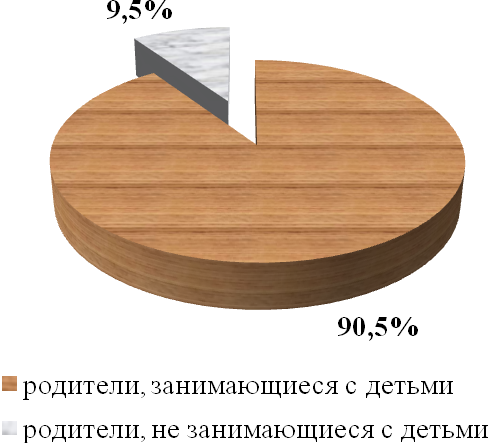 9,5%
90,5%
родители, занимающиеся с детьми
родители, не занимающиеся с детьми